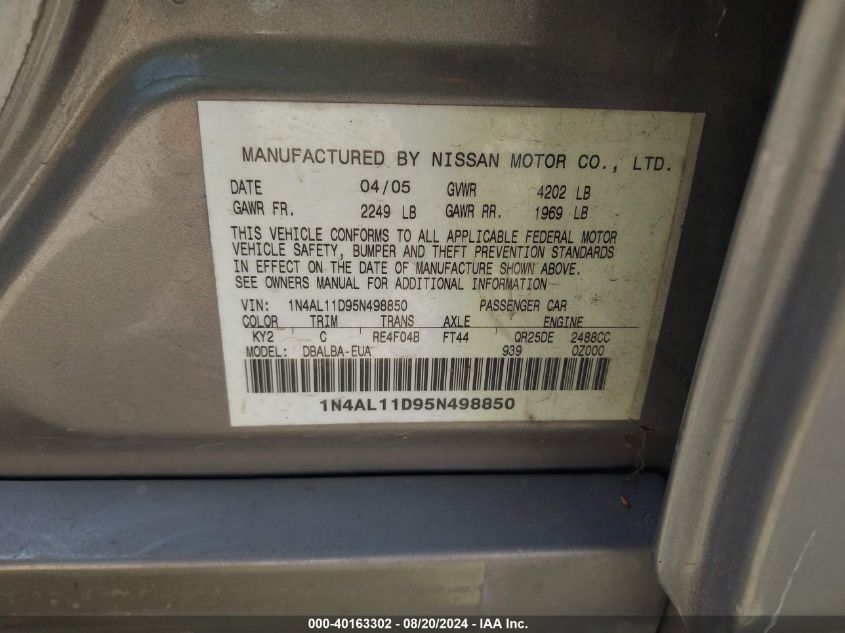 MANUFACTURED BY NISSAN MOTOR CO., LTD.
DATE 04/05 GVWR 4202 LB
GAWR FR. 2249 LB GAWR RR. 1969 LB
THIS VEHICLE CONFORMS TO ALL APPLICABLE FEDERAL MOTOR
VEHICLE SAFETY, BUMPER AND THEFT PREVENTION STANDARDS
IN EFFECT ON THE DATE OF MANUFACTURE SHOWN ABOVE.
SEE OWNERS MANUAL FOR ADDITIONAL INFORMATION
VIN: 1N4AL11D95N498850 PASSENGER CAR
COLOR TRIM TRANS AXLE ENGINE
KY2 C RE4F04B FT44 QR25DE 2488CC
MODEL: DBALBA-EUA 939 0Z000
1N4AL11D95N498850
000-40163302 - 08/20/2024 - IAA Inc.